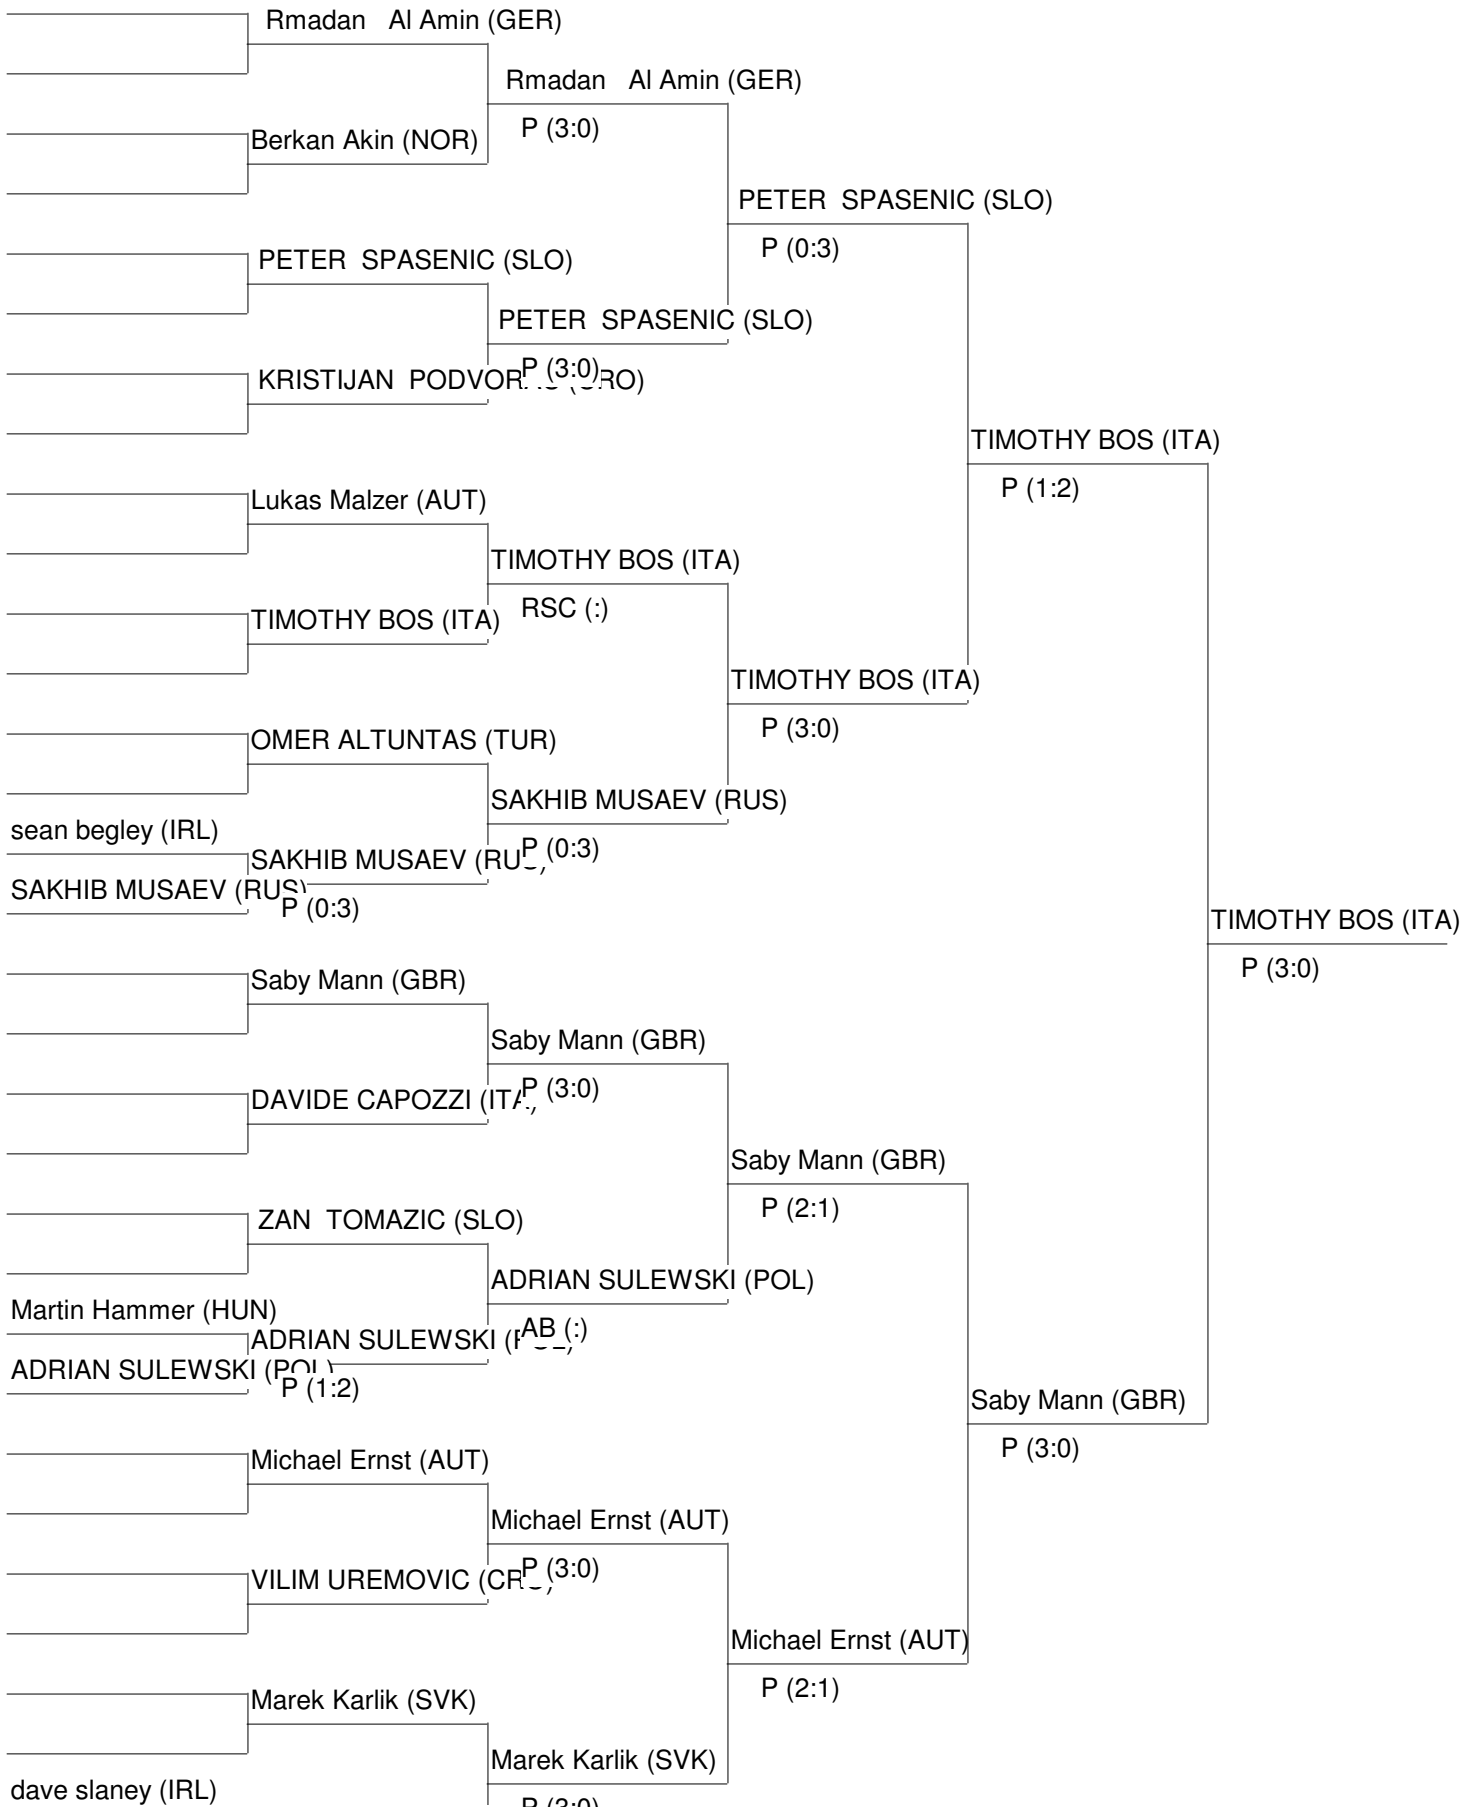 Rmadan Al Amin (GER)
Rmadan Al Amin (GER)
P (3:0)
Berkan Akin (NOR)
PETER SPASENIC (SLO)
P (0:3)
PETER SPASENIC (SLO)
PETER SPASENIC (SLO)
P (3:0)
KRISTIJAN
TIMOTHY BOS (ITA)
P (1:2)
Lukas Malzer (AUT)
TIMOTHY BOS (ITA)
RSC (:)
TIMOTHY BOS (ITA)
TIMOTHY BOS (ITA)
P (3:0)
OMER ALTUNTAS (TUR)
SAKHIB MUSAEV (RUS)
P (0:3)
sean begley (IRL)
SAKHIB MUSAEV
SAKHIB MUSAEV (RUS)
P (0:3)
TIMOTHY BOS (ITA)
P (3:0)
Saby Mann (GBR)
Saby Mann (GBR)
P (3:0)
DAVIDE CAPOZZI (ITA)
Saby Mann (GBR)
P (2:1)
ZAN TOMAZIC (SLO)
ADRIAN SULEWSKI (POL)
AB (:)
Martin Hammer (HUN)
ADRIAN SULEWSKI
ADRIAN SULEWSKI (POL)
P (1:2)
Saby Mann (GBR)
P (3:0)
Michael Ernst (AUT)
Michael Ernst (AUT)
P (3:0)
VILIM UREMOVIC
Michael Ernst (AUT)
P (2:1)
Marek Karlik (SVK)
Marek Karlik (SVK)
P (3:0)
dave slaney (IRL)